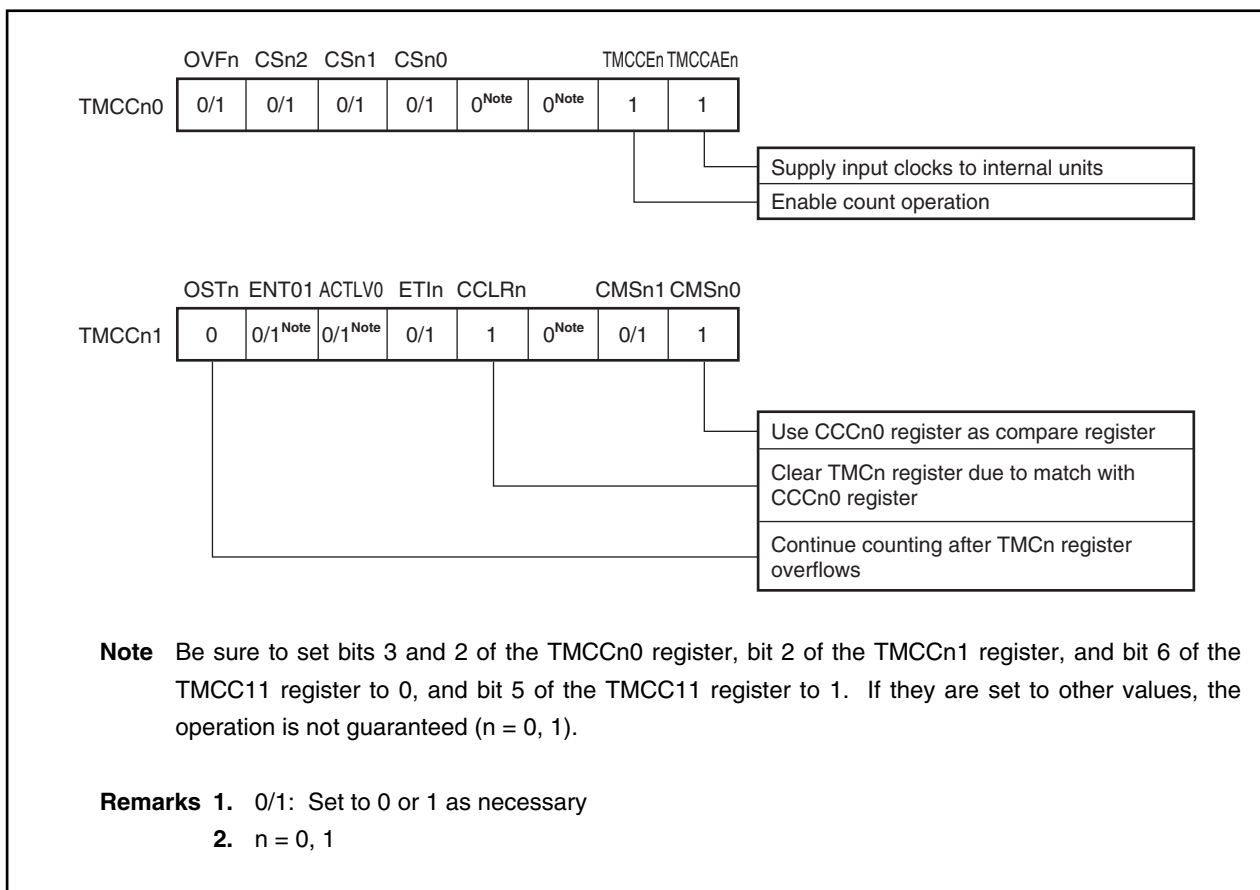 OVFn CSn2 CSn1 CSn0 TMCCEn TMCCAEn
TMCCn0 0/1 0/1 0/1 0/1 0Note 0Note 1 1
Supply input clocks to internal units
Enable count operation
OSTn ENT01 ACTLV0 ETIn CCLRn CMSn1 CMSn0
TMCCn1 0 0/1Note 0/1Note 0/1 1 0Note 0/1 1
Use CCCn0 register as compare register
Clear TMCn register due to match with
CCCn0 register
Continue counting after TMCn register
overflows
Note Be sure to set bits 3 and 2 of the TMCCn0 register, bit 2 of the TMCCn1 register, and bit 6 of the
TMCC11 register to 0, and bit 5 of the TMCC11 register to 1. If they are set to other values, the
operation is not guaranteed (n = 0, 1).
Remarks 1. 0/1: Set to 0 or 1 as necessary
2. n = 0, 1